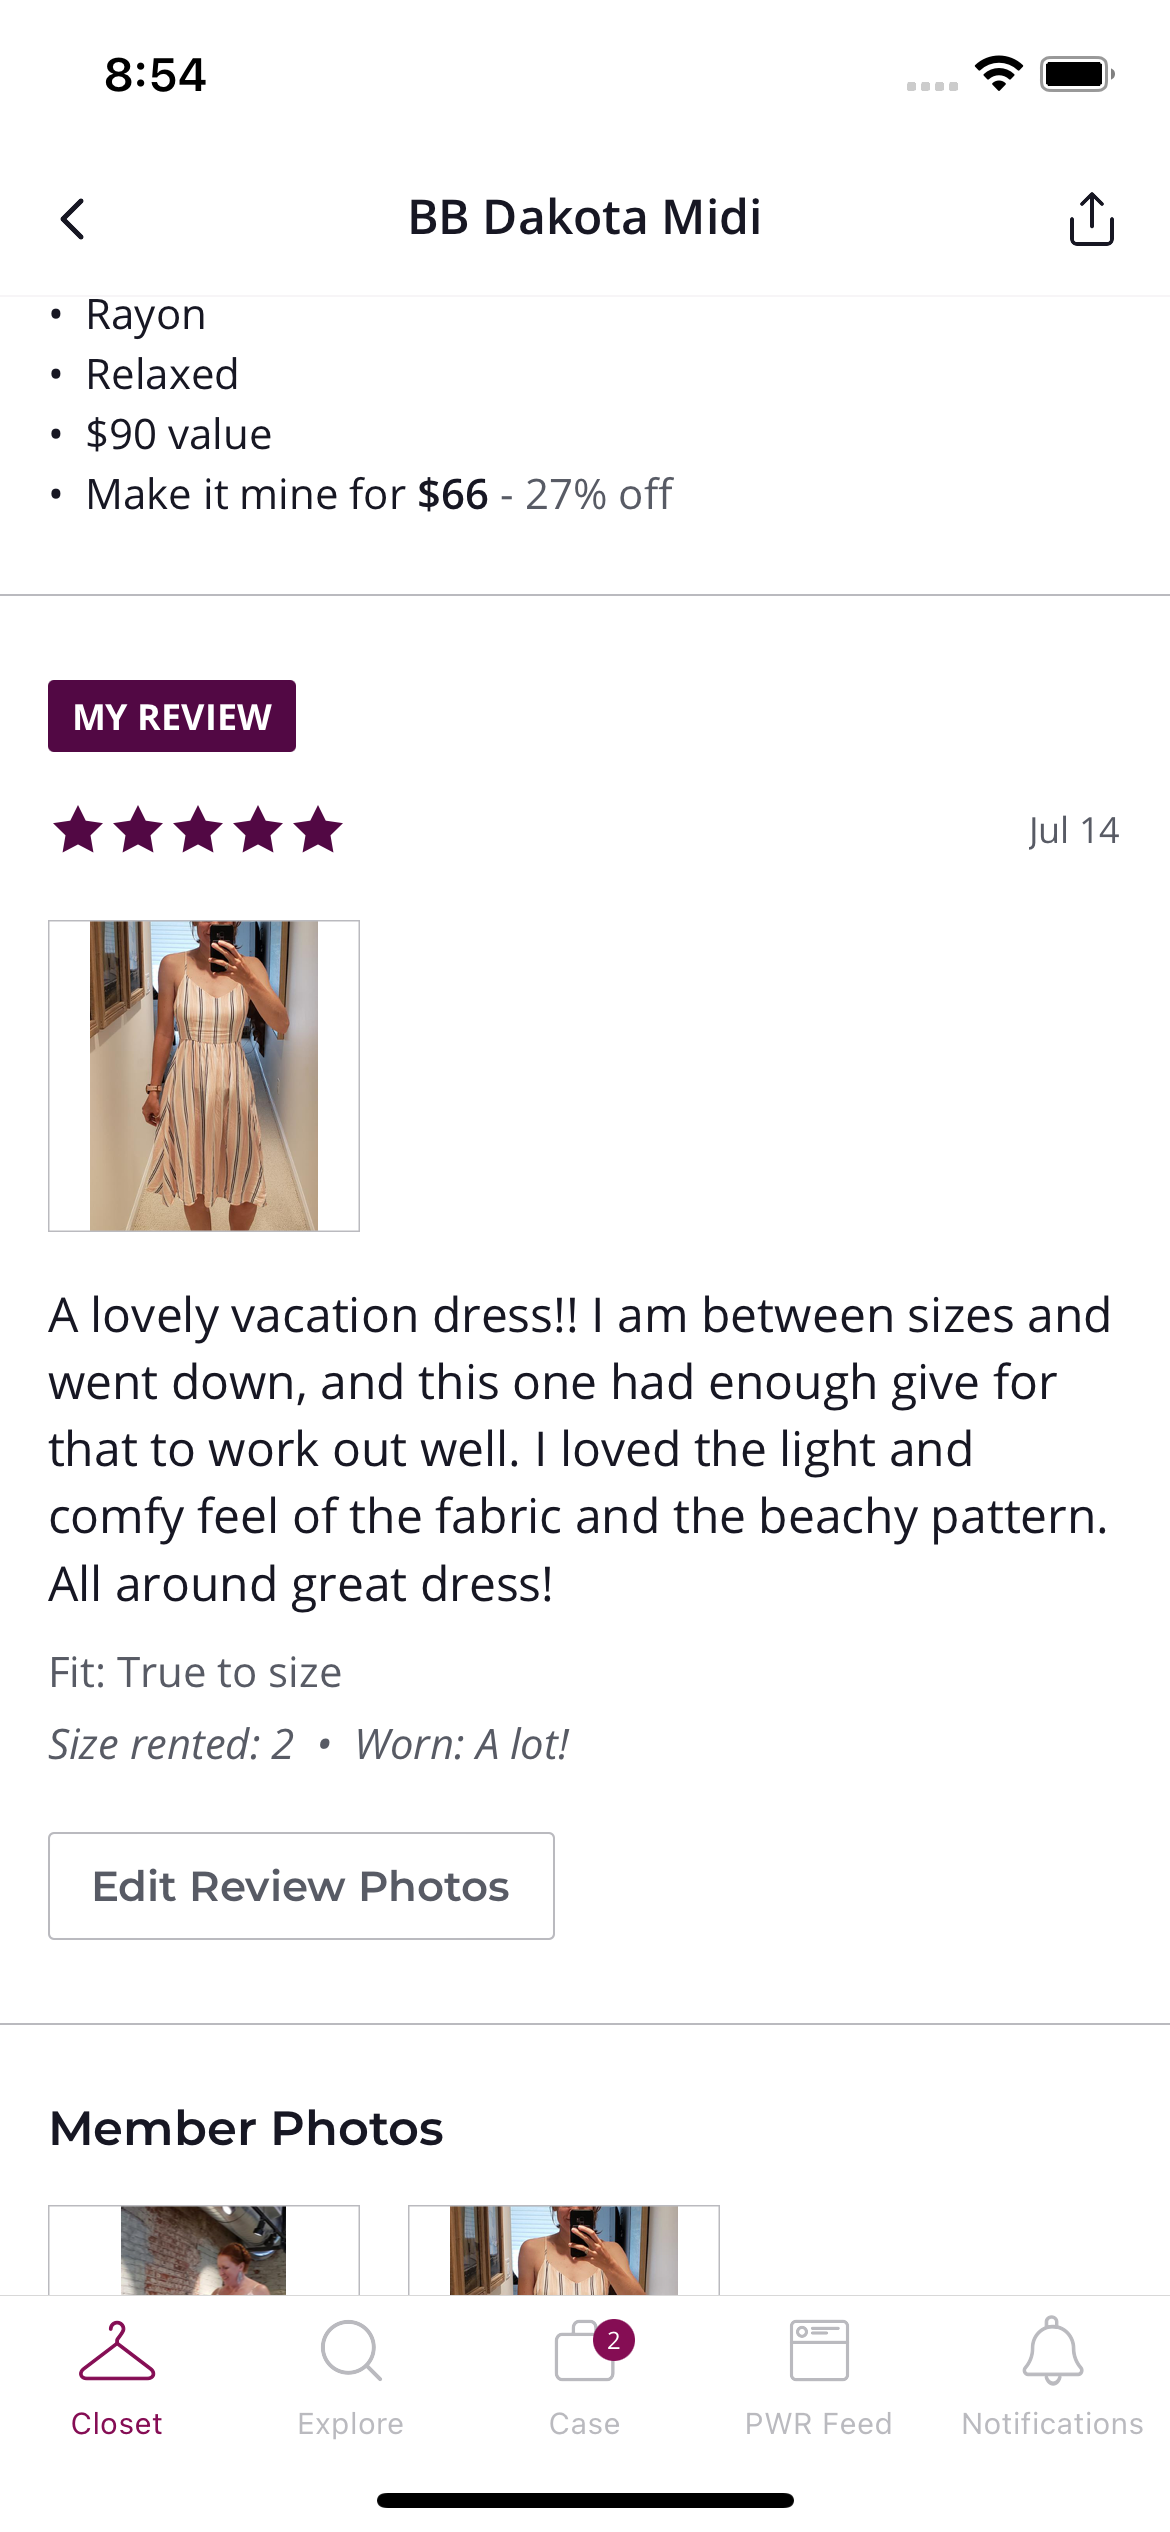 8:54
BB Dakota Midi
• Rayon
• Relaxed
• $90 value
• Make it mine for $66 - 27% off
MY REVIEW
Jul 14
A lovely vacation dress!! I am between sizes and
went down, and this one had enough give for
that to work out well. I loved the light and
comfy feel of the fabric and the beachy pattern.
All around great dress!
Fit: True to size
Size rented: 2 • Worn: A lot!
Edit Review Photos
Member Photos
2
Closet Explore Case PWR Feed Notifications